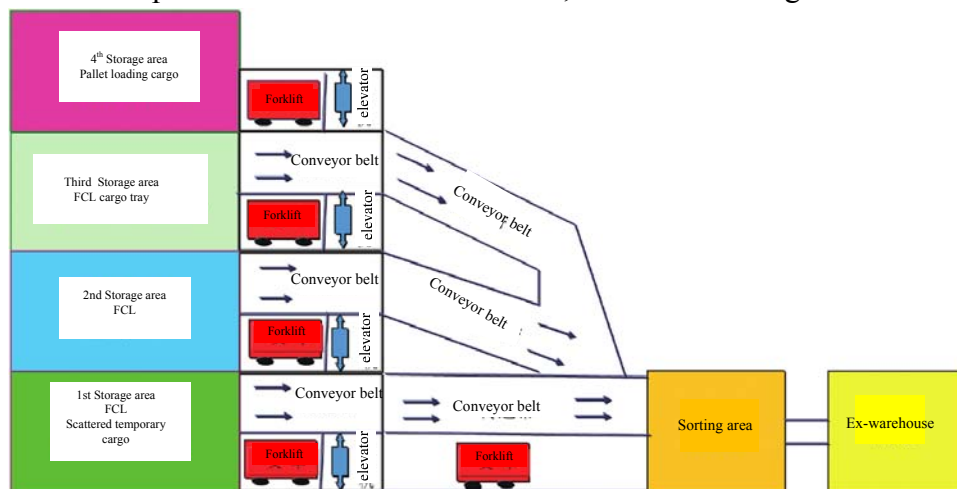 4th Storage area
Pallet loading cargo
Forklift
elevator
Conveyor belt
Third Storage area
FCL cargo tray
Forklift
elevator
Conveyor belt
Conveyor belt
2nd Storage area
FCL
Conveyor belt
Forklift
elevator
1st Storage area
FCL
Scattered temporary
cargo
Conveyor belt
Conveyor belt
Forklift
elevator
Forklift
Sorting area
Ex-warehouse